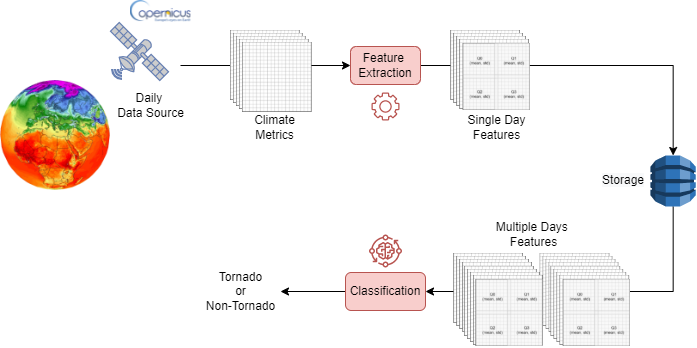 Copernicus
Daily
Data Source
Climate
Metrics
Feature
Extraction
Q0
(mean, std)
Q1
(mean, std)
Q2
(mean, std)
Q3
(mean, std)
Single Day
Features
Storage
Multiple Days
Features
Q0
(mean, std)
Q1
(mean, std)
Q2
(mean, std)
Q3
(mean, std)
Q0
(mean, std)
Q1
(mean, std)
Q2
(mean, std)
Q3
(mean, std)
Classification
Tornado
or
Non-Tornado